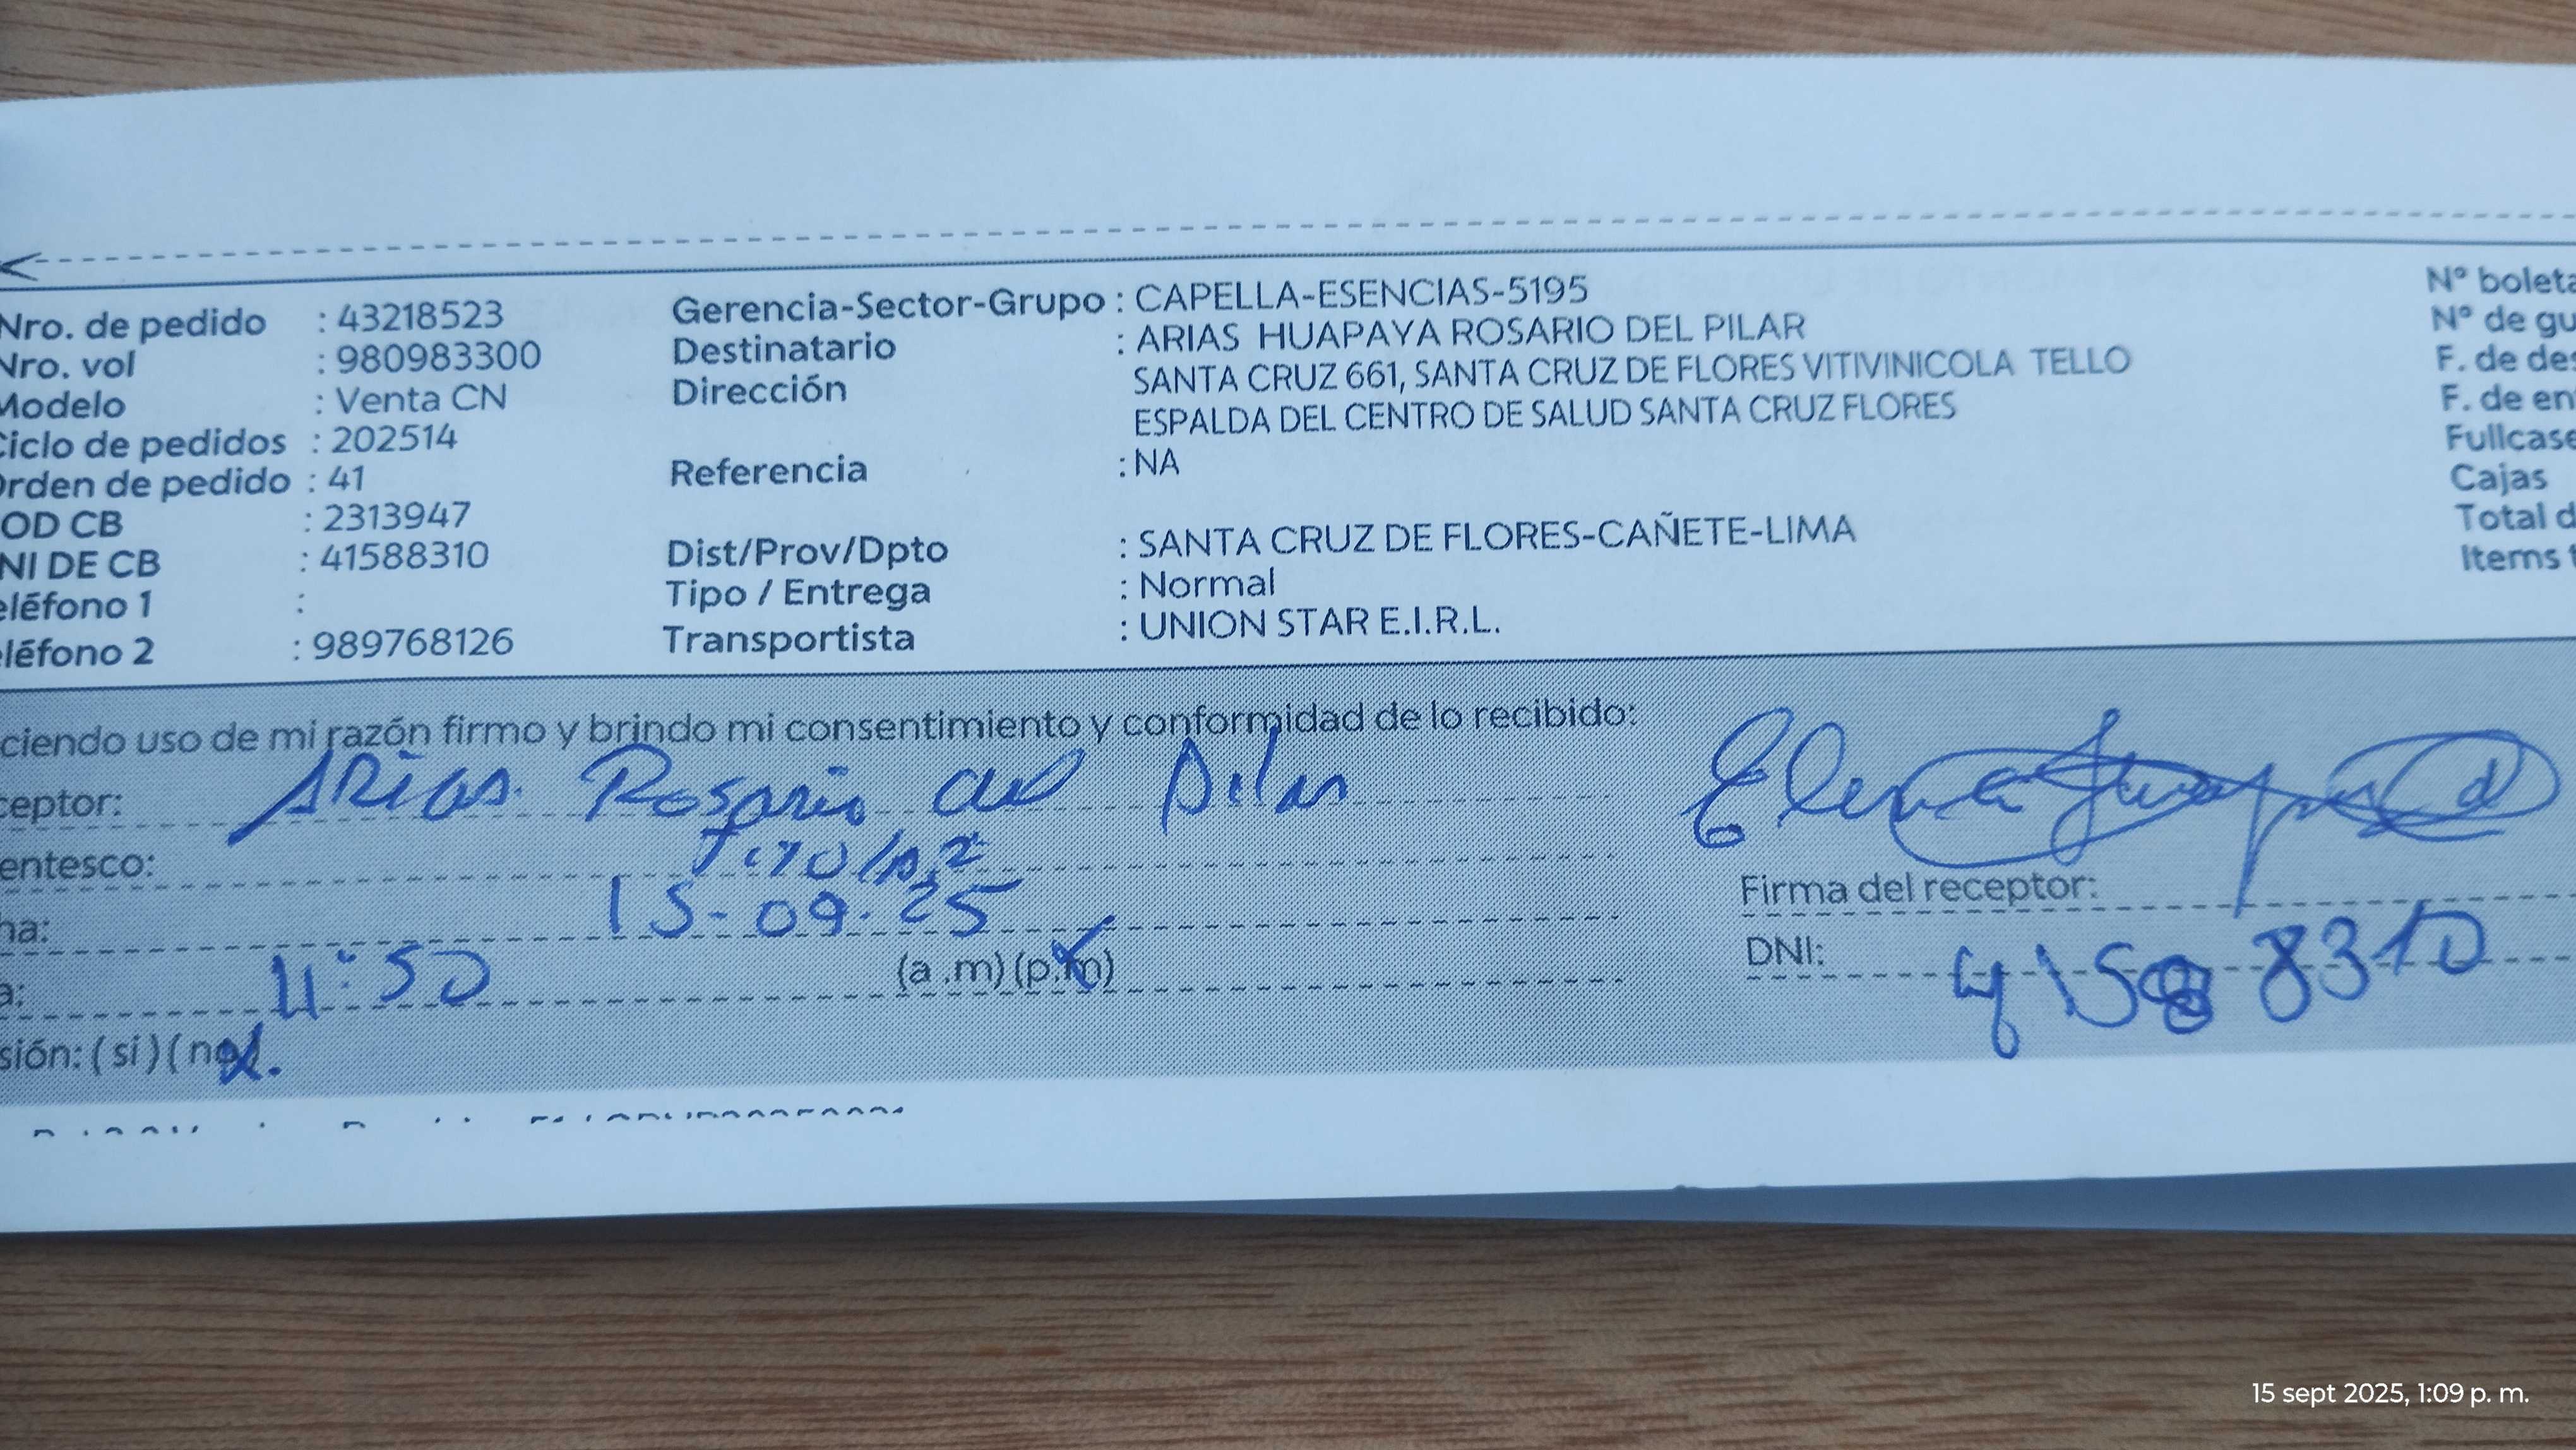 Nro. de pedido : 43218523
Nro. vol : 980983300
Modelo : Venta CN
Ciclo de pedidos : 202514
Orden de pedido : 41
OD CB : 2313947
NI DE CB : 41588310
eléfono 1 :
léfono 2 : 989768126
Gerencia-Sector-Grupo : CAPELLA-ESENCIAS-5195
Destinatario : ARIAS HUAPAYA ROSARIO DEL PILAR
Dirección SANTA CRUZ 661, SANTA CRUZ DE FLORES VITIVINICOLA TELLO
ESPALDA DEL CENTRO DE SALUD SANTA CRUZ FLORES
Referencia : NA
Dist/Prov/Dpto : SANTA CRUZ DE FLORES-CAÑETE-LIMA
Tipo / Entrega : Normal
Transportista : UNION STAR E.I.R.L.
Nº boleta
Nº de gu
F. de des
F. de en
Fullcase
Cajas
Total d
Items t
ciendo uso de mi razón firmo y brindo mi consentimiento y conformidad de lo recibido:
ceptor: Arias Rosario del Pilar
entesco:
ha: 15-09-25
a: 11:50 (a .m) (p.m)
sión: ( si ) ( no
Elena
Firma del receptor:
DNI: 41588310
15 sept 2025, 1:09 p. m.